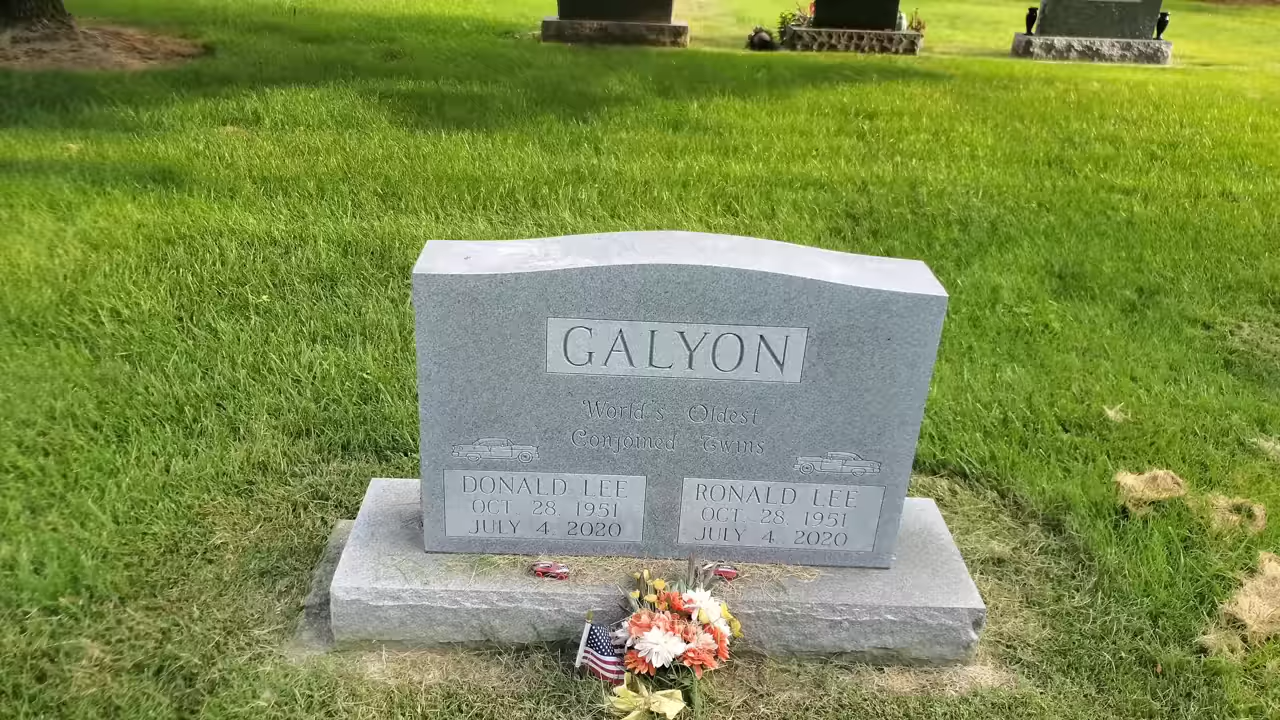 GALYON
World's Oldest
Conjoined Twins
DONALD LEE
OCT. 28, 1951
JULY 4, 2020
RONALD LEE
OCT. 28, 1951
JULY 4, 2020